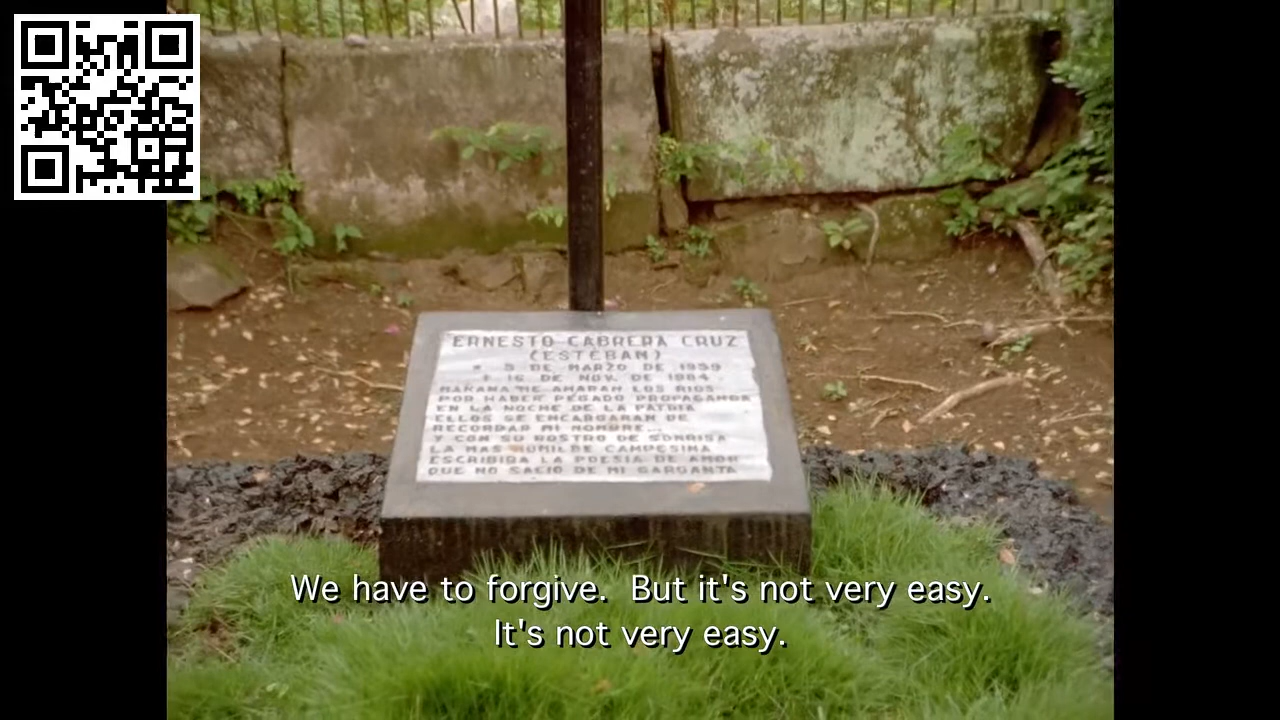 ERNESTO CABRERA CRUZ
(ESTEBAN)
* 5 DE MARZO DE 1959
† 16 DE NOV. DE 1984
MAÑANA ME AMARAN LOS RIOS
POR HABER PEGADO PROPAGANDA
EN LA NOCHE DE LA PATRIA
ELLOS SE ENCARGARAN DE
RECORDAR MI NOMBRE...
Y CON SU ROSTRO DE SONRISA
LA MAS HUMILDE CAMPESINA
ESCRIBIRA LA POESIA DE AMOR
QUE NO SALIO DE MI GARGANTA
We have to forgive. But it's not very easy.
It's not very easy.